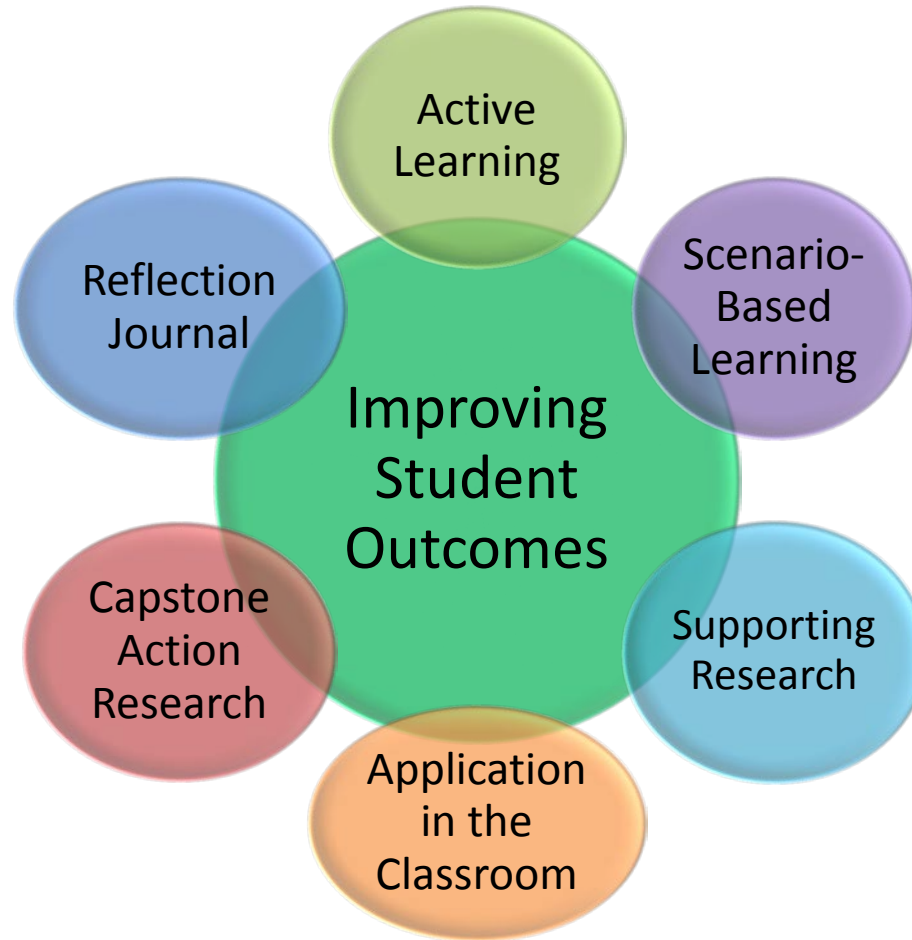 Active
Learning
Scenario-
Based
Learning
Supporting
Research
Application
in the
Classroom
Capstone
Action
Research
Reflection
Journal
Improving
Student
Outcomes